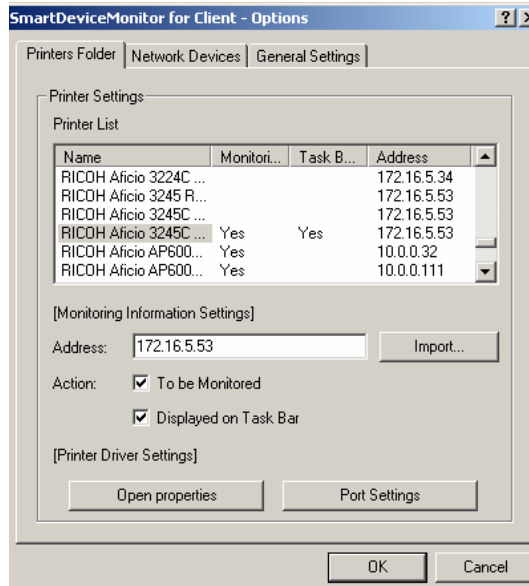 SmartDeviceMonitor for Client - Options
Printers Folder Network Devices General Settings
Printer Settings
Printer List
Name Monitori... Task B... Address
RICOH Aficio 3224C ... 172.16.5.34
RICOH Aficio 3245 R... 172.16.5.53
RICOH Aficio 3245C ... 172.16.5.53
RICOH Aficio 3245C ... Yes Yes 172.16.5.53
RICOH Aficio AP600... Yes 10.0.0.32
RICOH Aficio AP600... Yes 10.0.0.111
[Monitoring Information Settings]
Address: 172.16.5.53 Import...
Action: To be Monitored
Displayed on Task Bar
[Printer Driver Settings]
Open properties Port Settings
OK Cancel